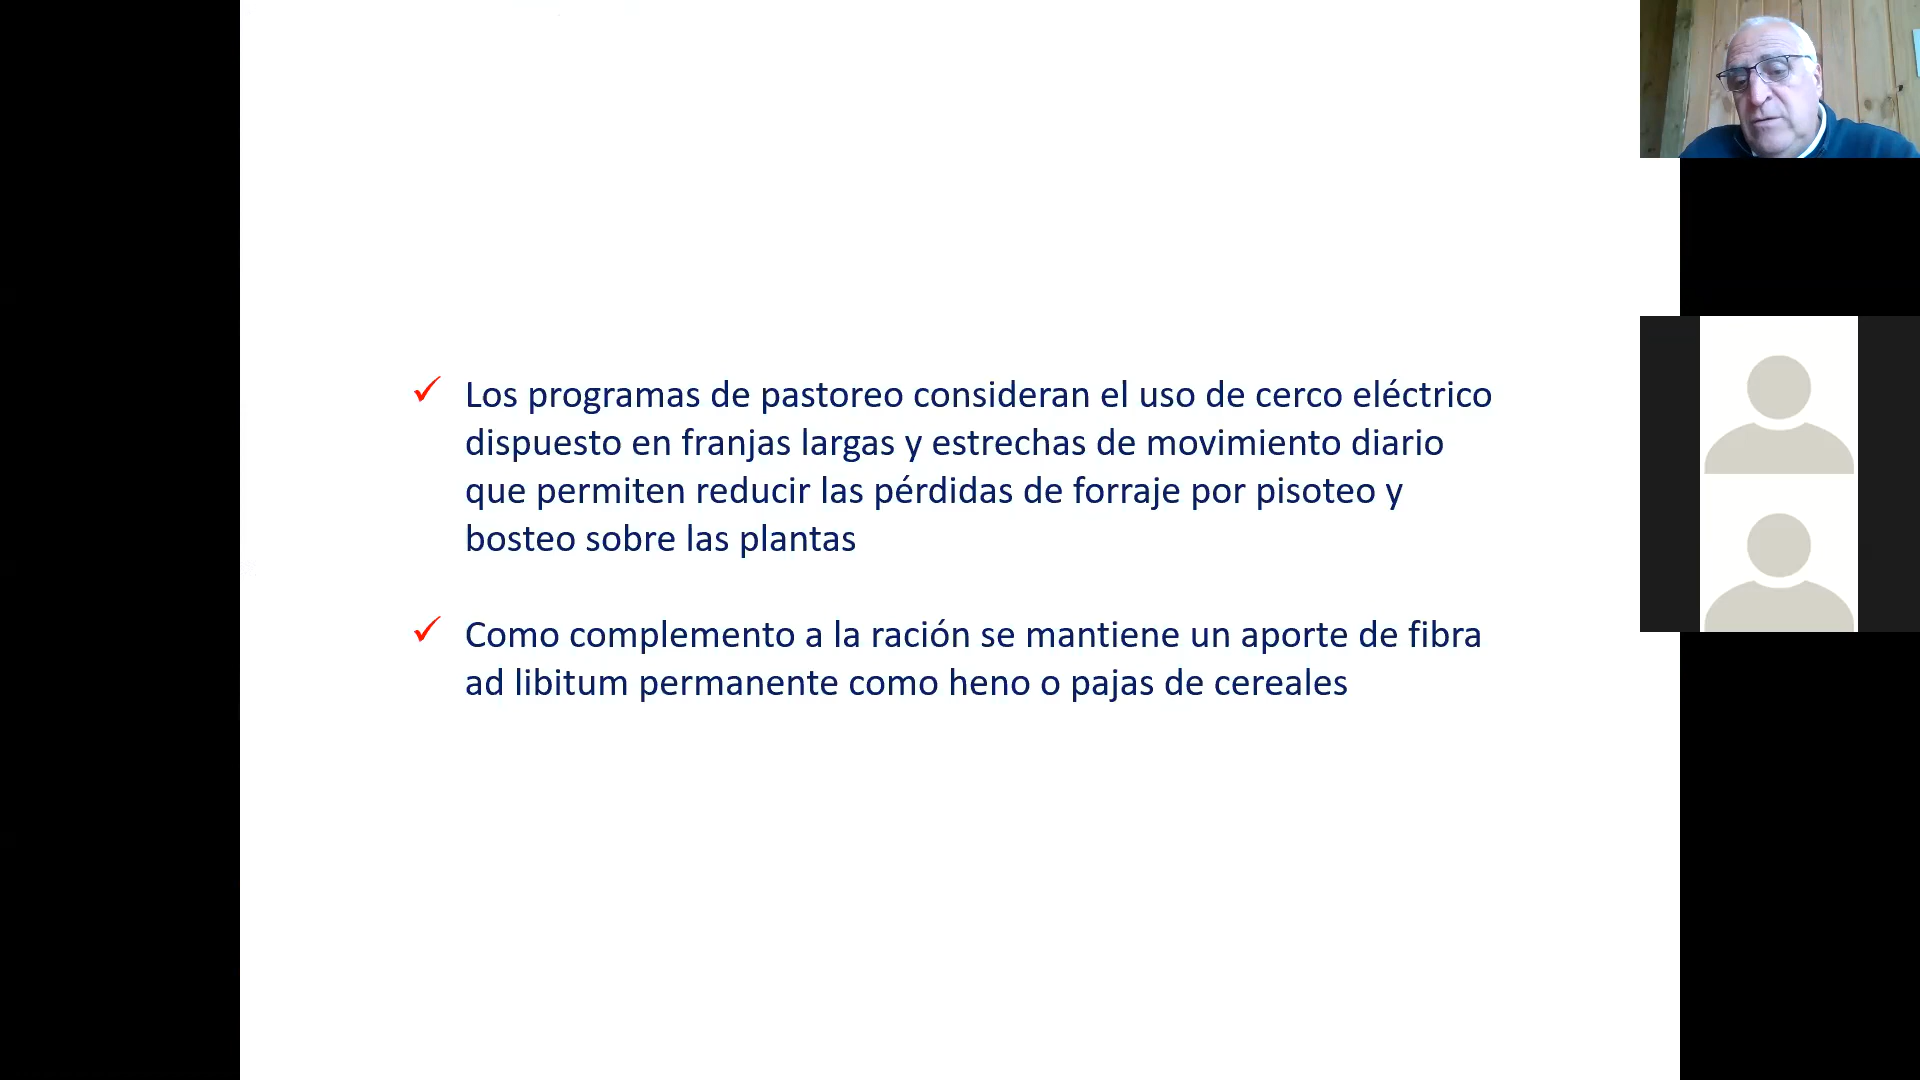 Los programas de pastoreo consideran el uso de cerco eléctrico
dispuesto en franjas largas y estrechas de movimiento diario
que permiten reducir las pérdidas de forraje por pisoteo y
bosteo sobre las plantas
Como complemento a la ración se mantiene un aporte de fibra
ad libitum permanente como heno o pajas de cereales